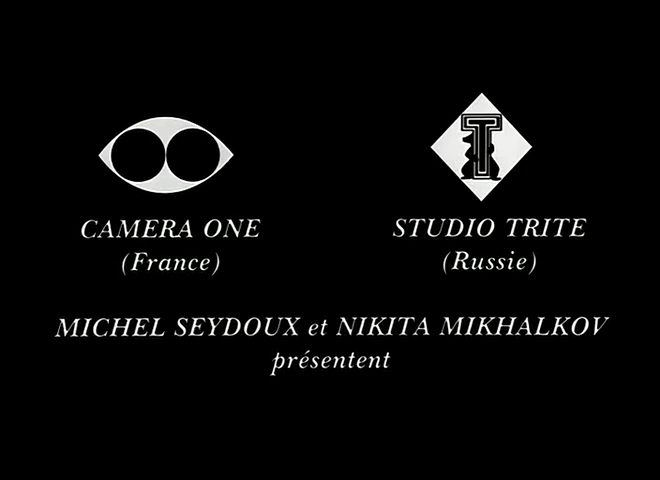 T
CAMERA ONE
STUDIO TRITE
(France)
(Russie)
MICHEL SEYDOUX et NIKITA MIKHALKOV
présentent